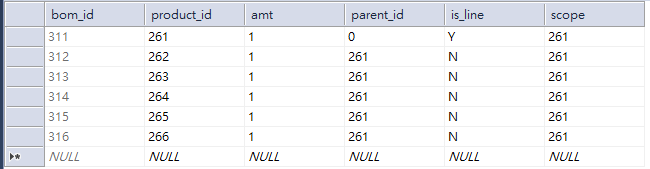 bom_id product_id amt parent_id is_line scope
311 261 1 0 Y 261
312 262 1 261 N 261
313 263 1 261 N 261
314 264 1 261 N 261
315 265 1 261 N 261
316 266 1 261 N 261
NULL NULL NULL NULL NULL NULL